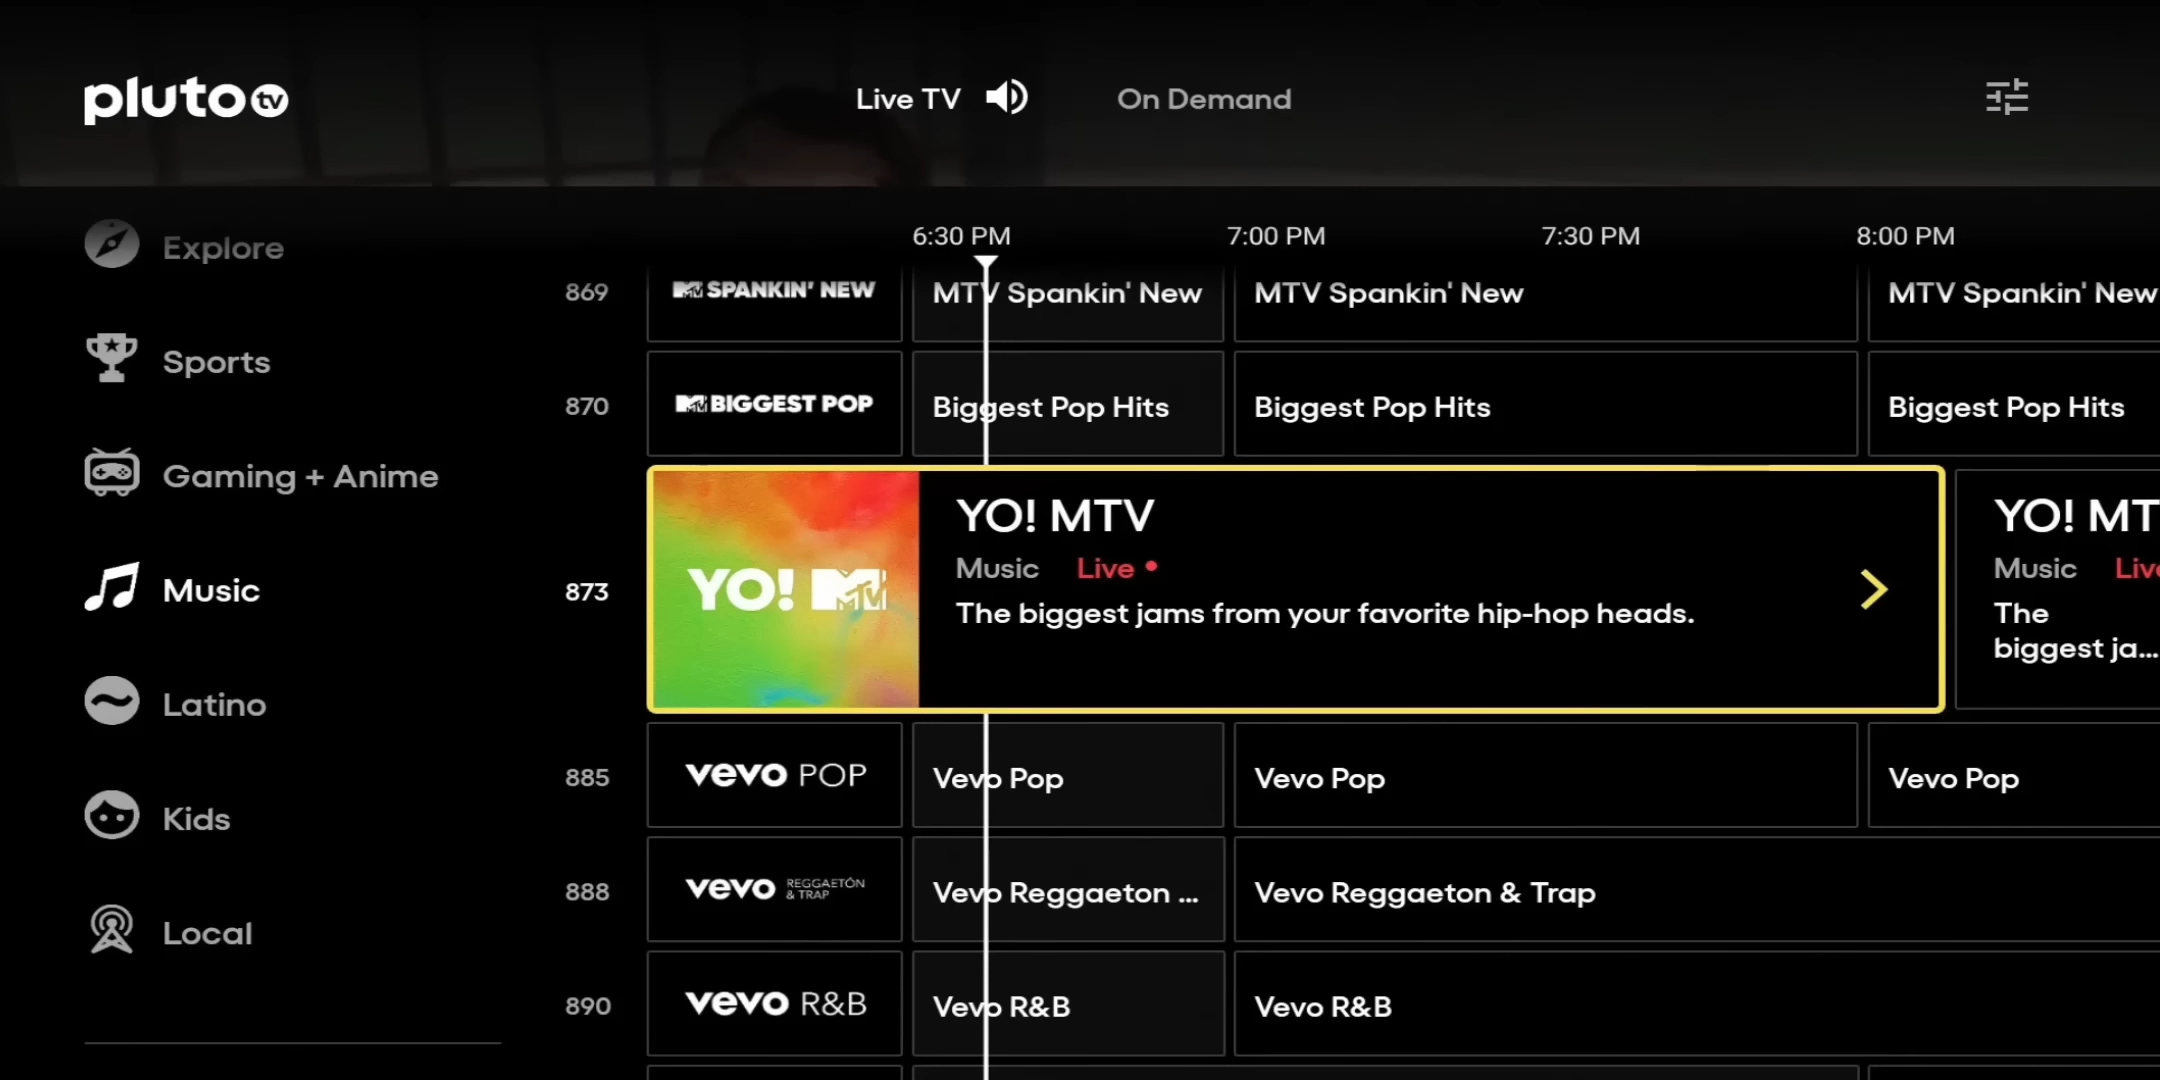 pluto tv
Live TV
On Demand
Explore
Sports
Gaming + Anime
Music
Latino
Kids
Local
6:30 PM 7:00 PM 7:30 PM 8:00 PM
869 MTV SPANKIN' NEW MTV Spankin' New MTV Spankin' New MTV Spankin' New
870 MTV BIGGEST POP Biggest Pop Hits Biggest Pop Hits Biggest Pop Hits
873
YO! MTV
YO! MTV
Music Live •
The biggest jams from your favorite hip-hop heads.
YO! MT
Music Live
The
biggest ja...
885 vevo POP Vevo Pop Vevo Pop Vevo Pop
888 vevo REGGAETÓN
& TRAP
Vevo Reggaeton ... Vevo Reggaeton & Trap
890 vevo R&B Vevo R&B Vevo R&B